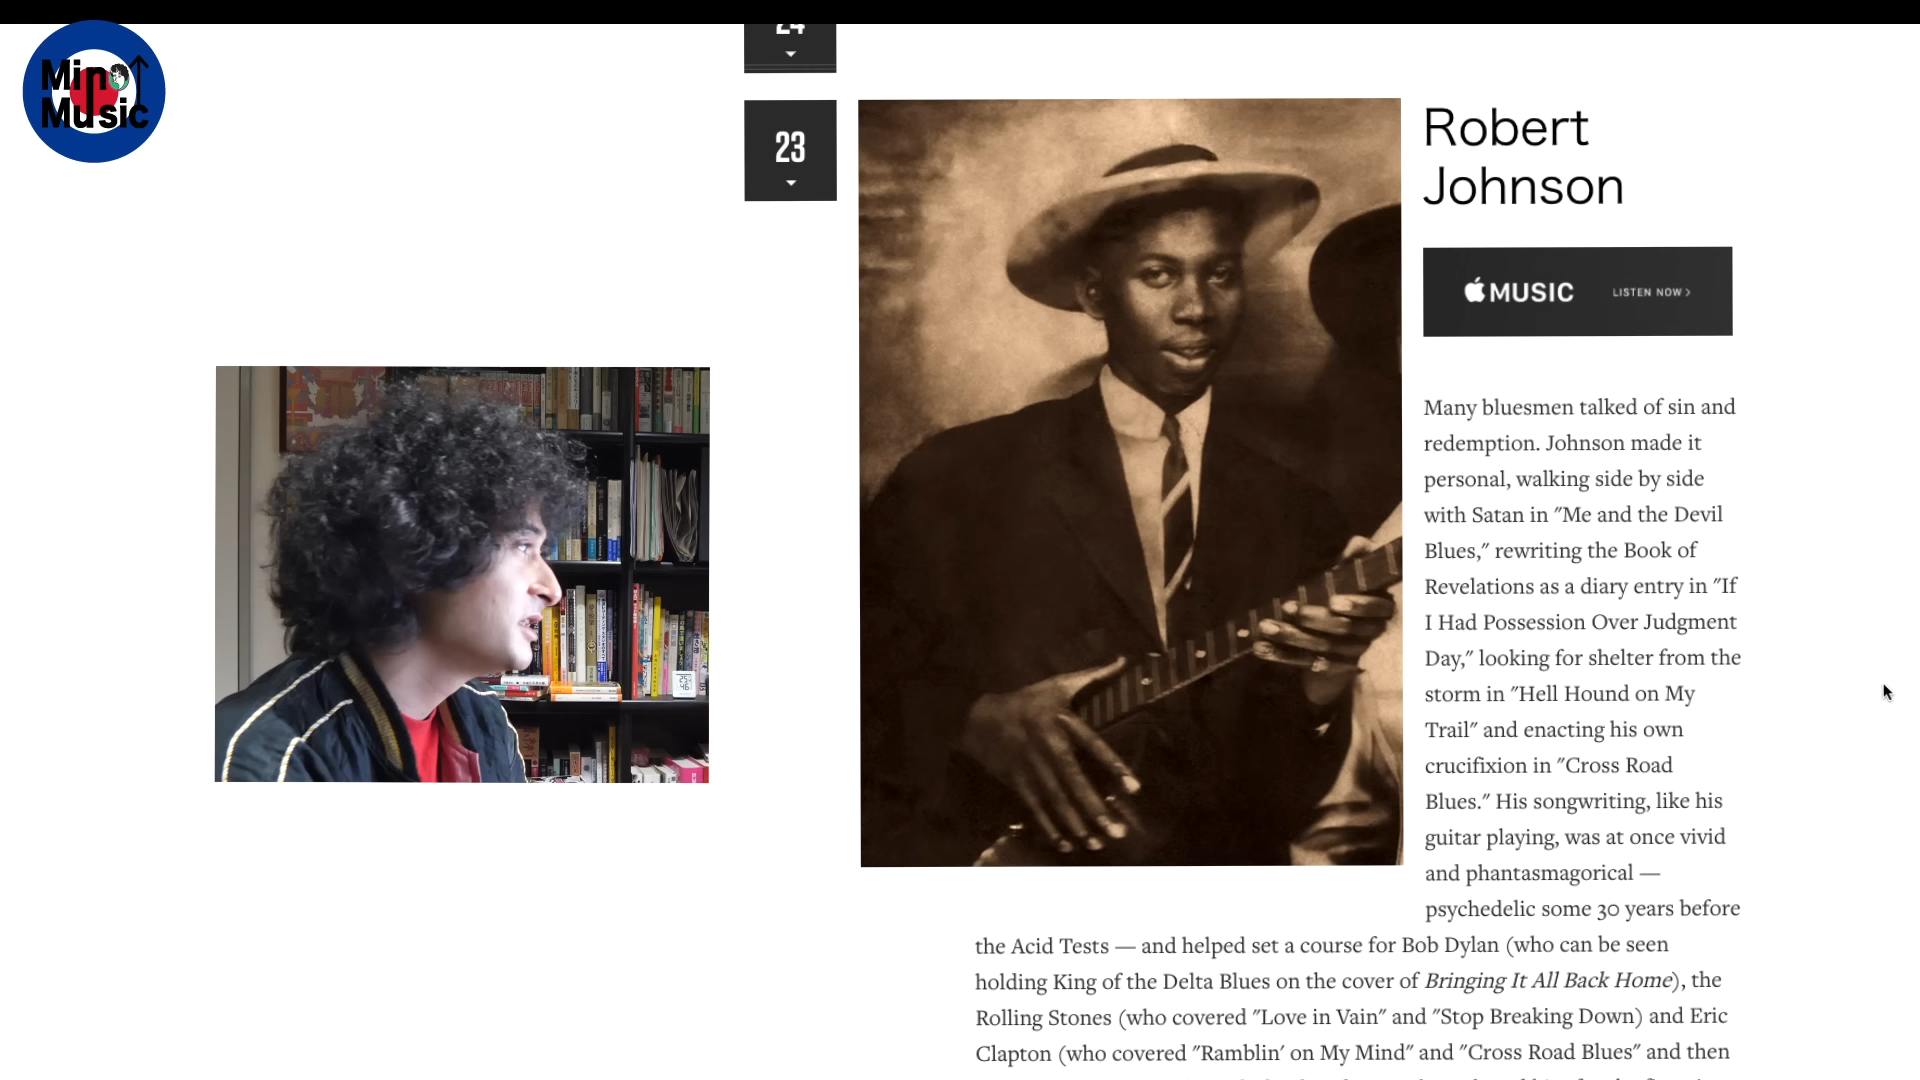 Mino
Music
24
23
Robert
Johnson
MUSIC LISTEN NOW >
Many bluesmen talked of sin and
redemption. Johnson made it
personal, walking side by side
with Satan in "Me and the Devil
Blues," rewriting the Book of
Revelations as a diary entry in "If
I Had Possession Over Judgment
Day," looking for shelter from the
storm in "Hell Hound on My
Trail" and enacting his own
crucifixion in "Cross Road
Blues." His songwriting, like his
guitar playing, was at once vivid
and phantasmagorical —
psychedelic some 30 years before
the Acid Tests — and helped set a course for Bob Dylan (who can be seen
holding King of the Delta Blues on the cover of Bringing It All Back Home), the
Rolling Stones (who covered "Love in Vain" and "Stop Breaking Down) and Eric
Clapton (who covered "Ramblin' on My Mind" and "Cross Road Blues" and then